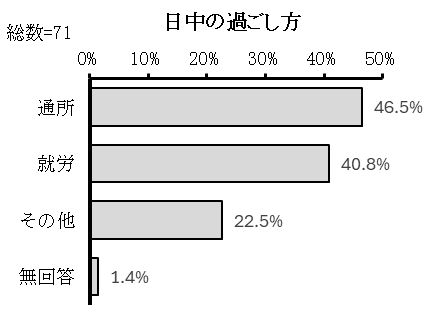 日中の過ごし方
総数=71
0% 10% 20% 30% 40% 50%
通所 46.5%
就労 40.8%
その他 22.5%
無回答 1.4%